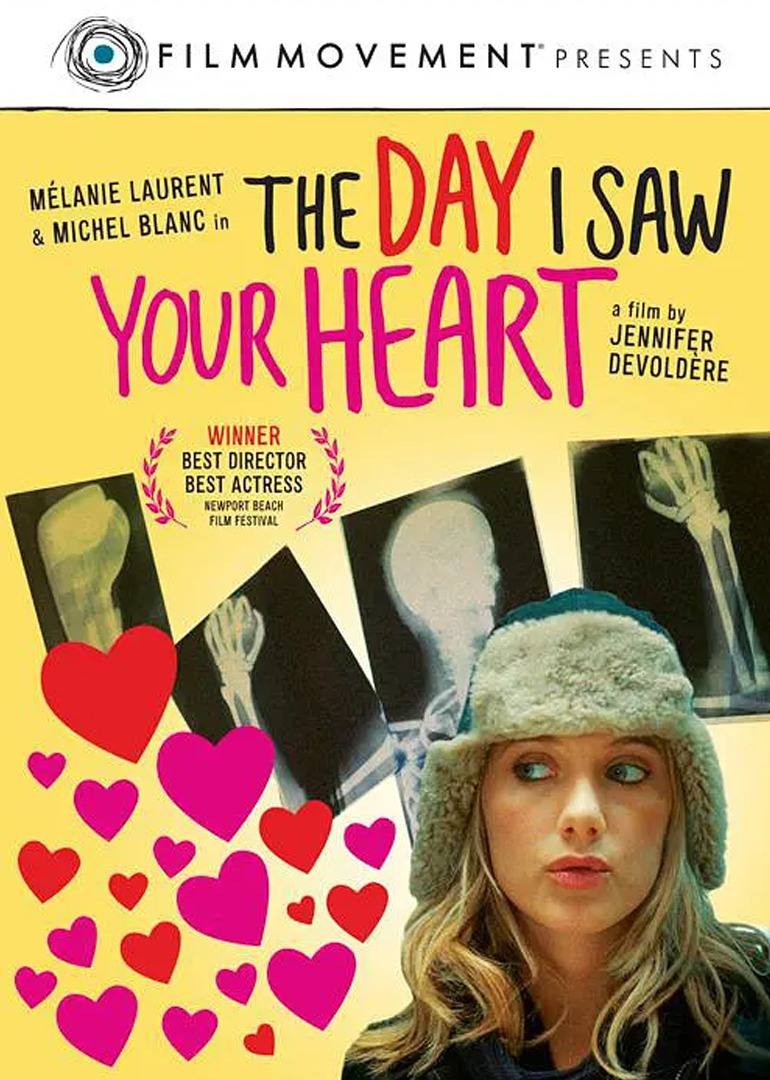 FILM MOVEMENT® PRESENTS
MÉLANIE LAURENT
& MICHEL BLANC in
THE DAY I SAW
YOUR HEART
a film by
JENNIFER
DEVOLDÈRE
WINNER
BEST DIRECTOR
BEST ACTRESS
NEWPORT BEACH
FILM FESTIVAL